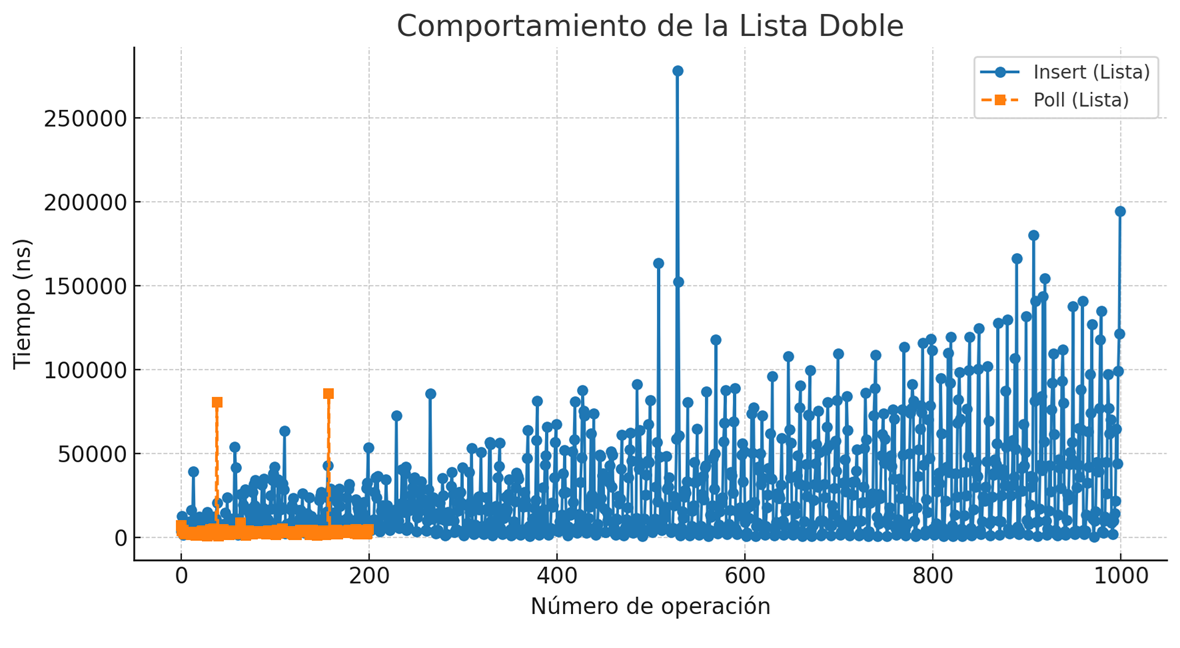 Comportamiento de la Lista Doble
Insert (Lista)
Poll (Lista)
Tiempo (ns)
250000
200000
150000
100000
50000
0
0 200 400 600 800 1000
Número de operación